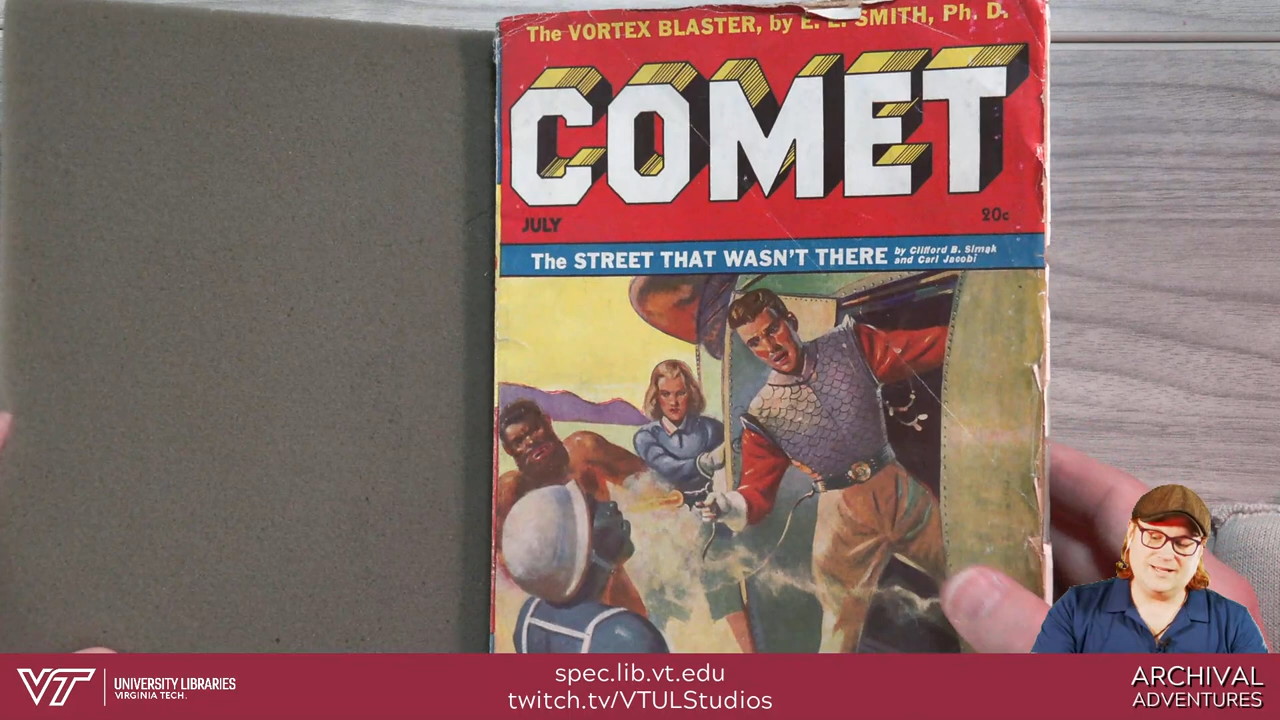 The VORTEX BLASTER, by E. E. SMITH, Ph. D.
COMET
JULY
20c
The STREET THAT WASN'T THERE by Clifford B. Simak
and Carl Jacobi
VT UNIVERSITY LIBRARIES
VIRGINIA TECH.
spec.lib.vt.edu
twitch.tv/VTULStudios
ARCHIVAL
ADVENTURES